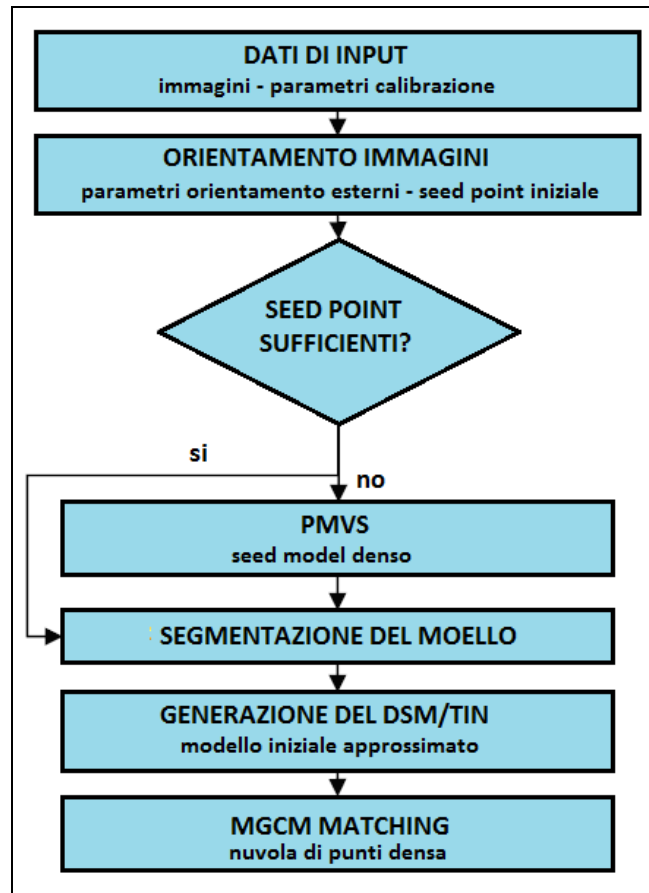 DATI DI INPUT
immagini - parametri calibrazione
ORIENTAMENTO IMMAGINI
parametri orientamento esterni - seed point iniziale
SEED POINT
SUFFICIENTI?
si
no
PMVS
seed model denso
SEGMENTAZIONE DEL MOELLO
GENERAZIONE DEL DSM/TIN
modello iniziale approssimato
MGCM MATCHING
nuvola di punti densa